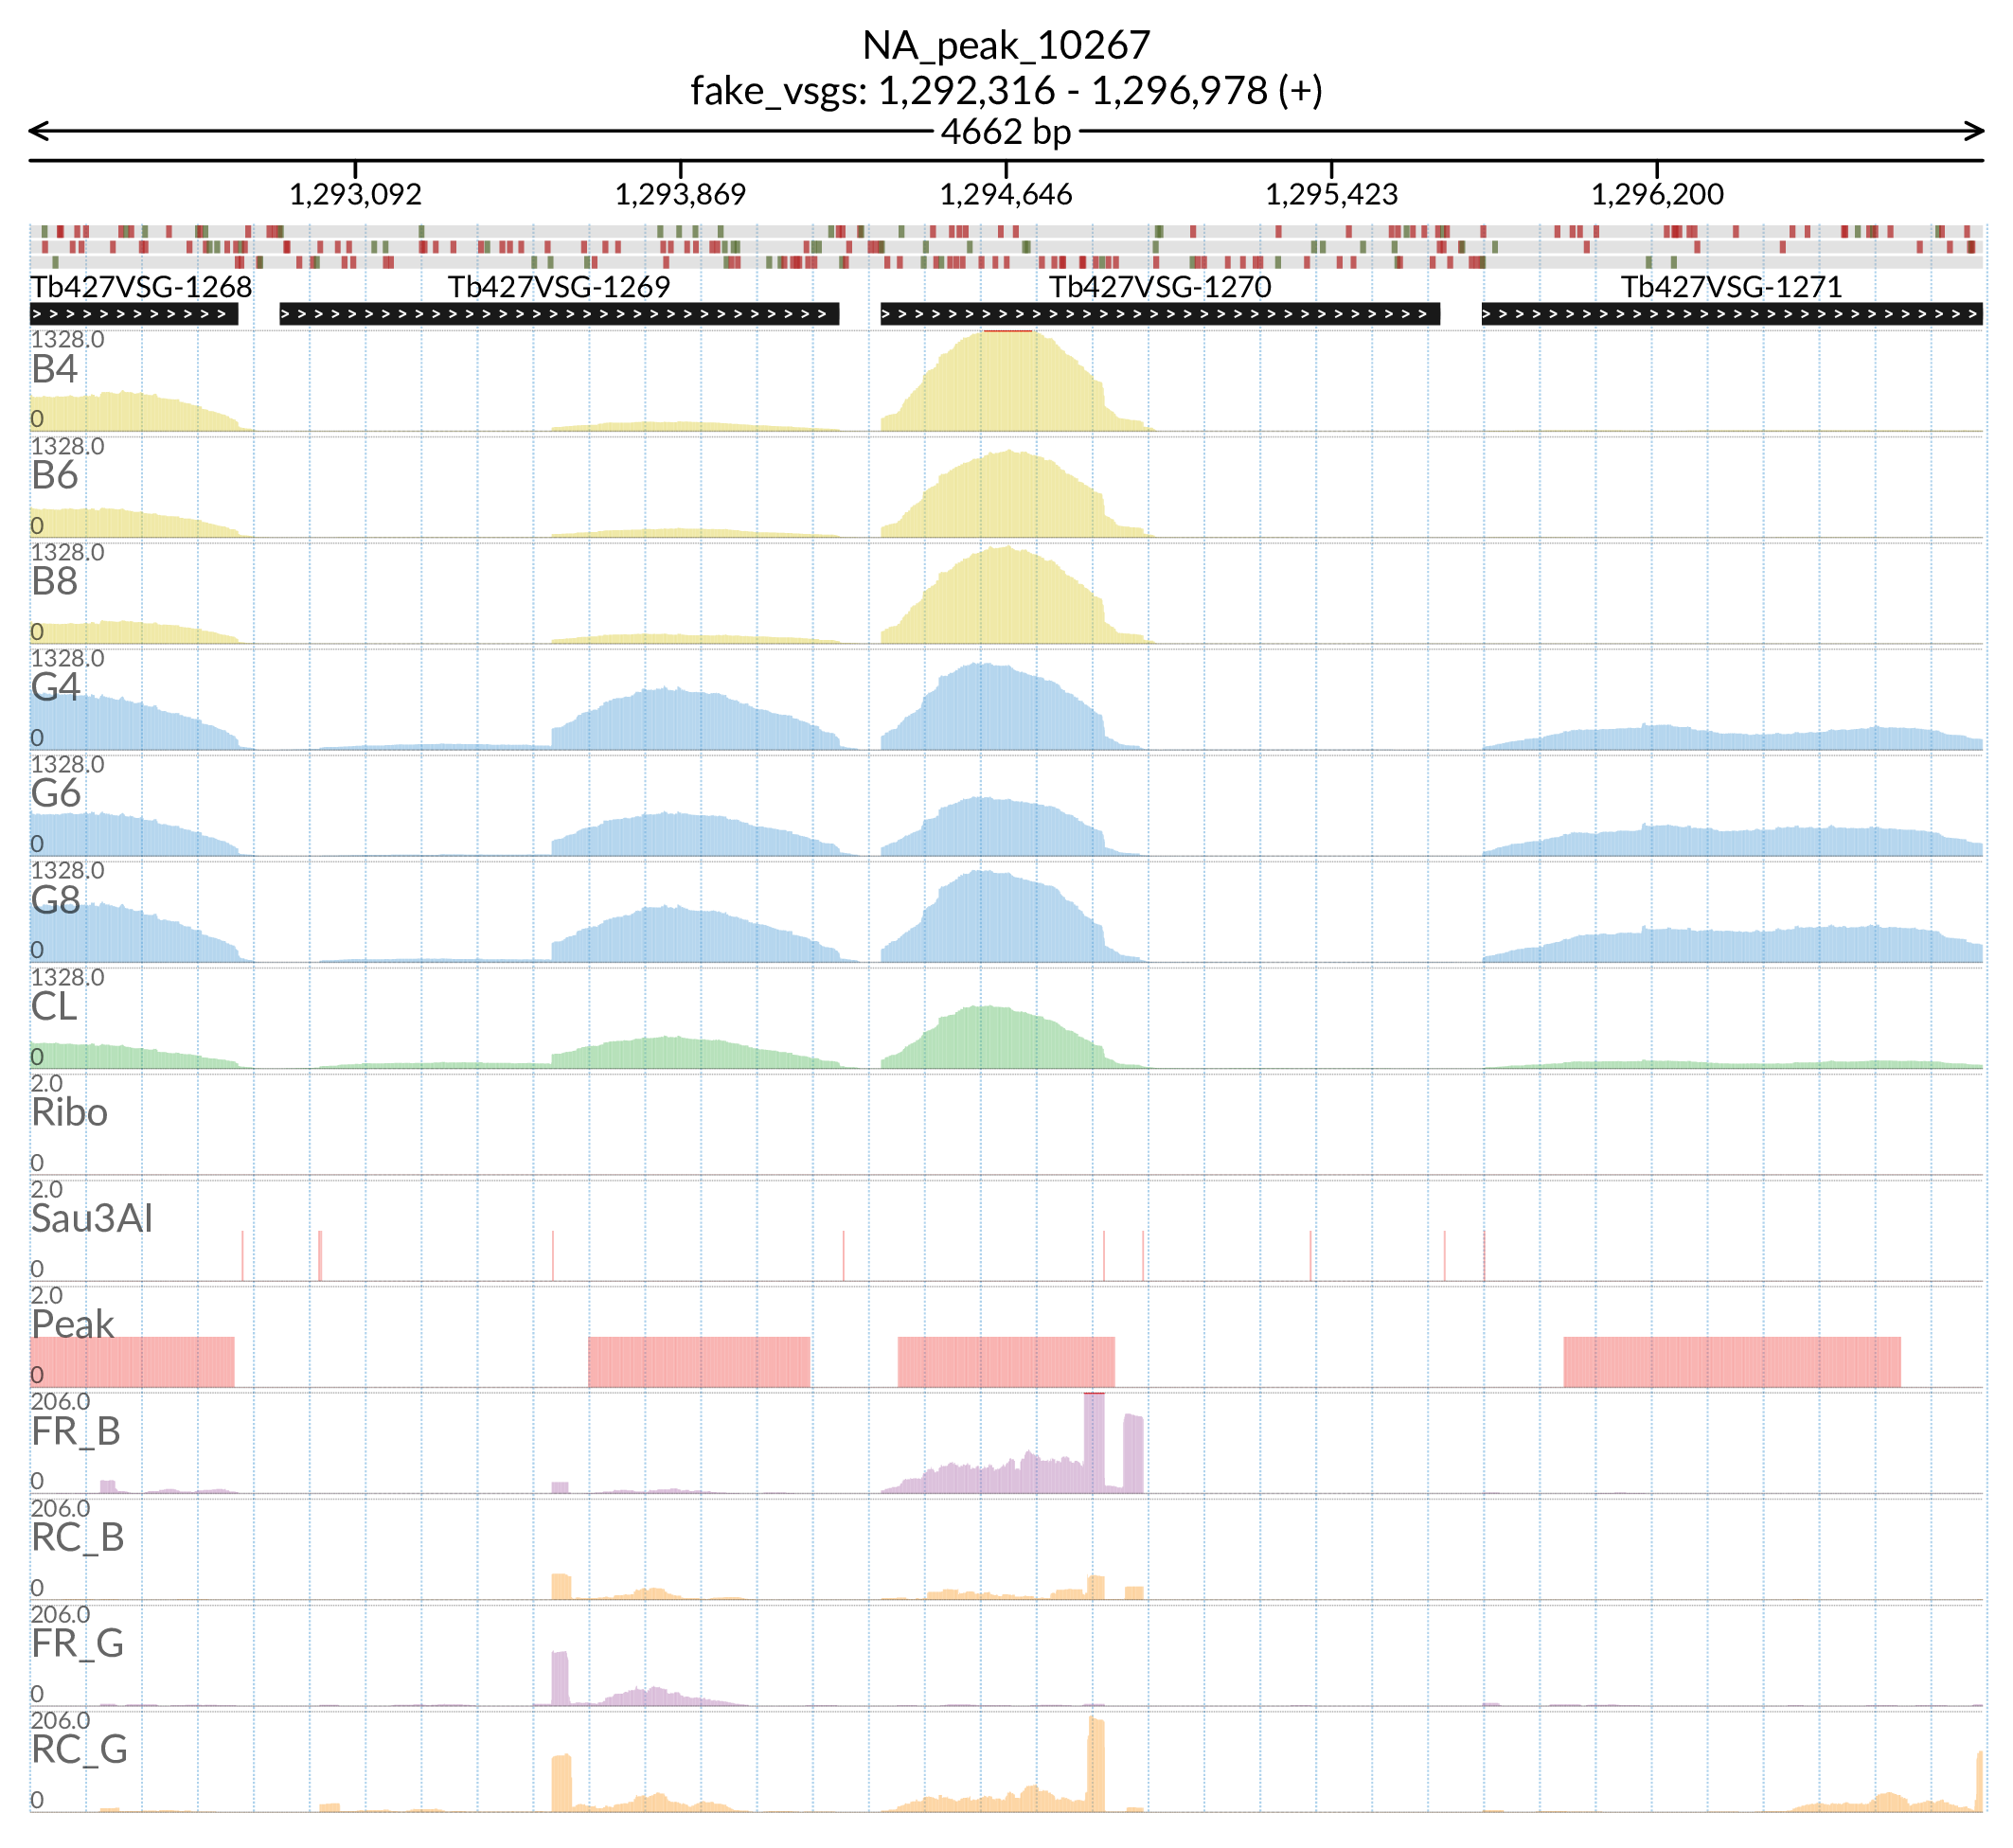 NA_peak_10267
fake_vsgs: 1,292,316 - 1,296,978 (+)
4662 bp
1,293,092 1,293,869 1,294,646 1,295,423 1,296,200
Tb427VSG-1268 Tb427VSG-1269 Tb427VSG-1270 Tb427VSG-1271
1328.0
B4
0
1328.0
B6
0
1328.0
B8
0
1328.0
G4
0
1328.0
G6
0
1328.0
G8
0
1328.0
CL
0
2.0
Ribo
0
2.0
Sau3AI
0
2.0
Peak
0
206.0
FR_B
0
206.0
RC_B
0
206.0
FR_G
0
206.0
RC_G
0